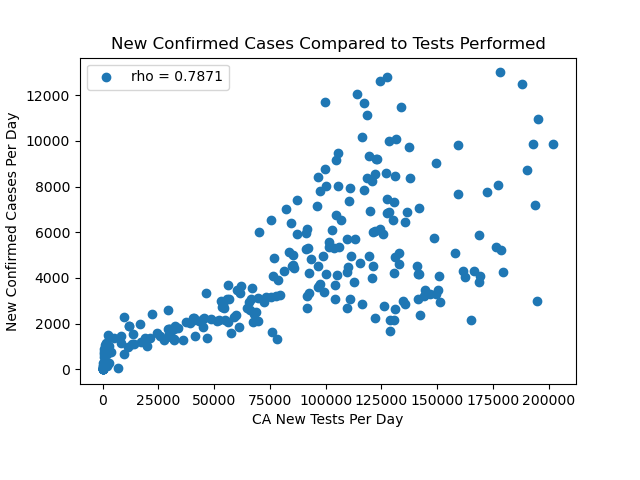 New Confirmed Cases Compared to Tests Performed
rho = 0.7871
12000
10000
8000
6000
4000
2000
0
New Confirmed Caeses Per Day
0 25000 50000 75000 100000 125000 150000 175000 200000
CA New Tests Per Day